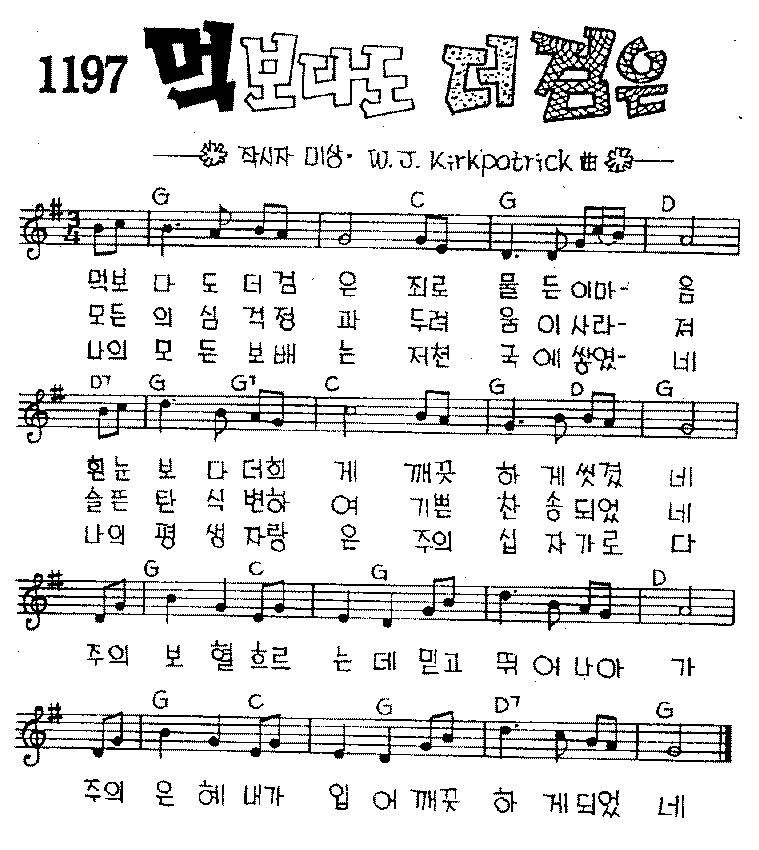 1197 먹보다도 더 검은
작시자 미상· W. J. Kirkpatrick 曲
G C G D
먹보 다 도 더 검 은 죄로 물 든 이마- 음
모든 의 심 걱 정 과 두려 움 이 사라- 져
나의 모 든 보 배 는 저천 국 에 쌓였- 네
D7 G G7 C G D G
흰눈 보 다 더희 게 깨끗 하 게 씻겼 네
슬픈 탄 식 변하 여 기쁜 찬 송 되었 네
나의 평 생 자랑 은 주의 십 자 가로 다
G C G D
주의 보 혈 흐르 는 데 믿고 뛰 어 나아 가
G C G D7 G
주의 은 혜 내가 입 어 깨끗 하 게 되었 네